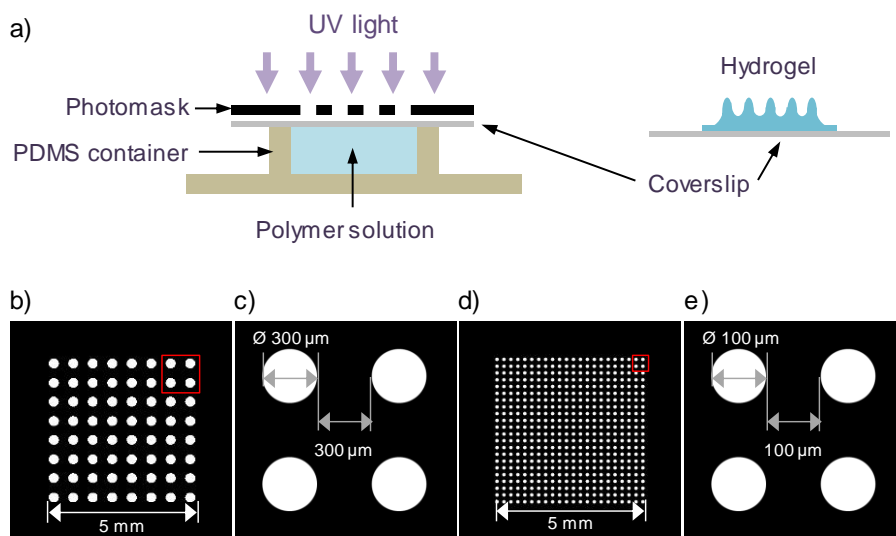 a)
UV light
Photomask
PDMS container
Polymer solution
Hydrogel
Coverslip
b)
c)
d)
e)
5 mm
Ø 300 µm
300 µm
5 mm
Ø 100 µm
100 µm